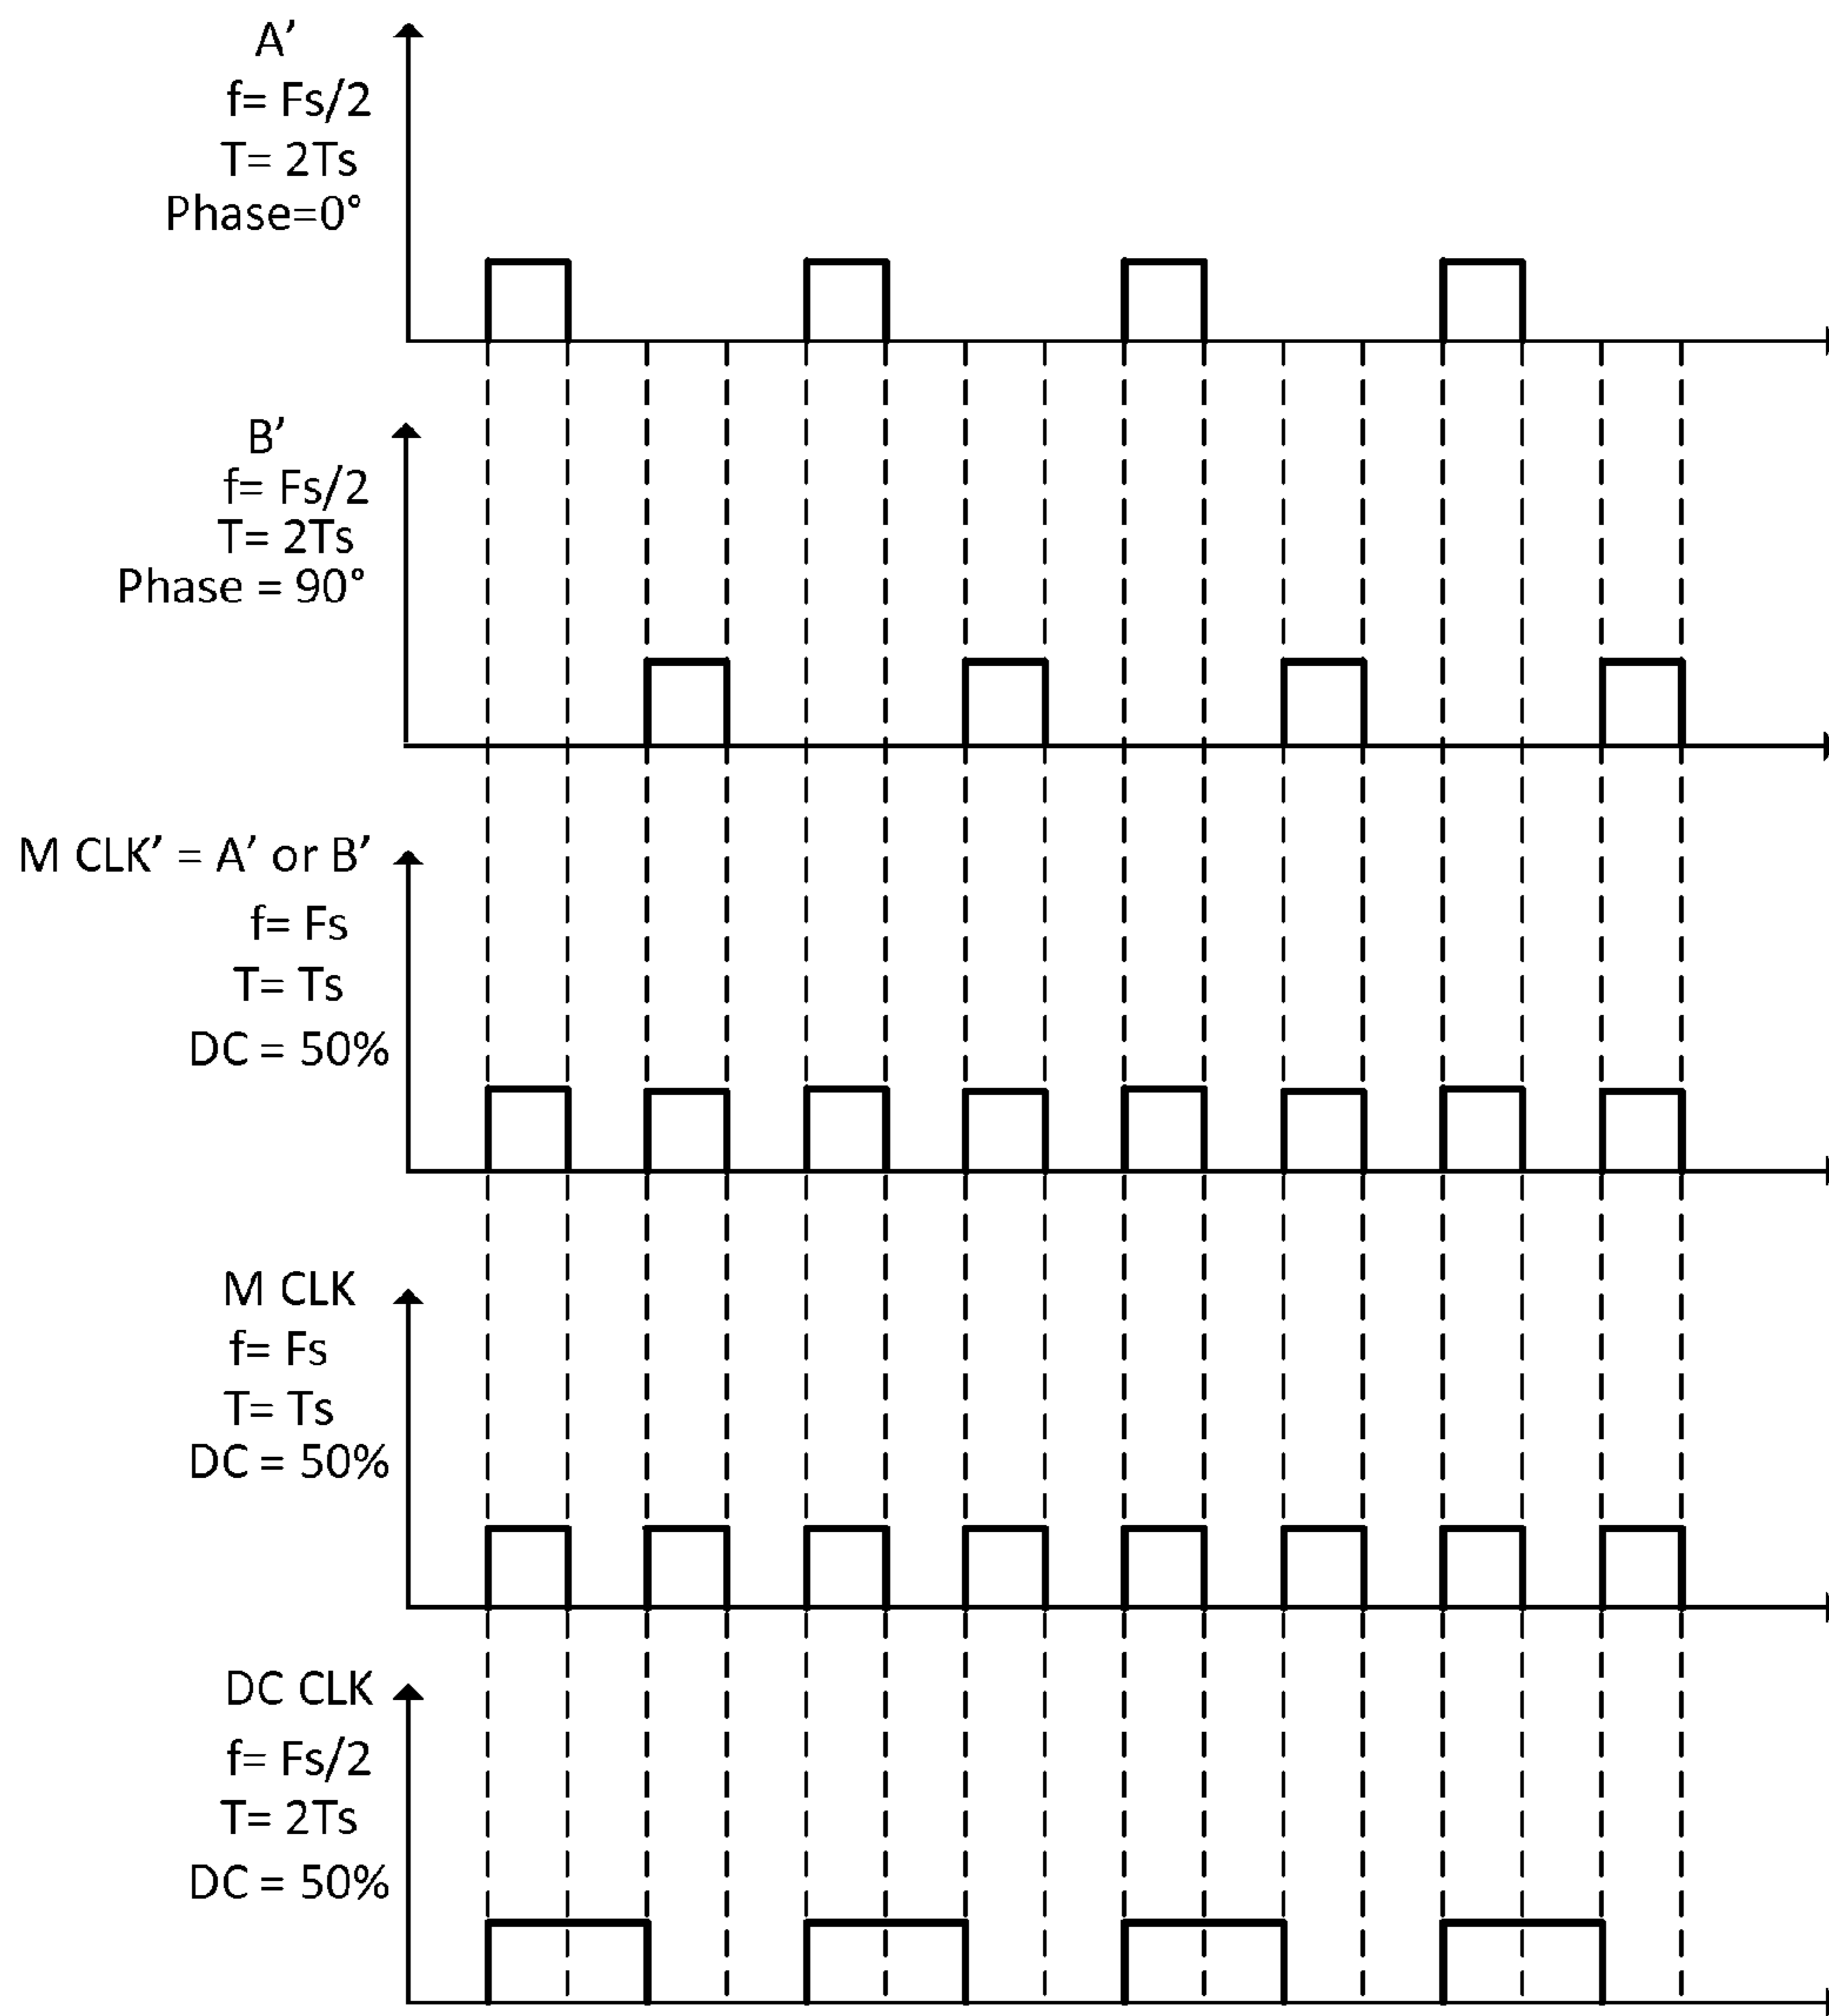 A’
f= Fs/2
T= 2Ts
Phase=0°
B’
f= Fs/2
T= 2Ts
Phase = 90°
M CLK’ = A’ or B’
f= Fs
T= Ts
DC = 50%
M CLK
f= Fs
T= Ts
DC = 50%
DC CLK
f= Fs/2
T= 2Ts
DC = 50%